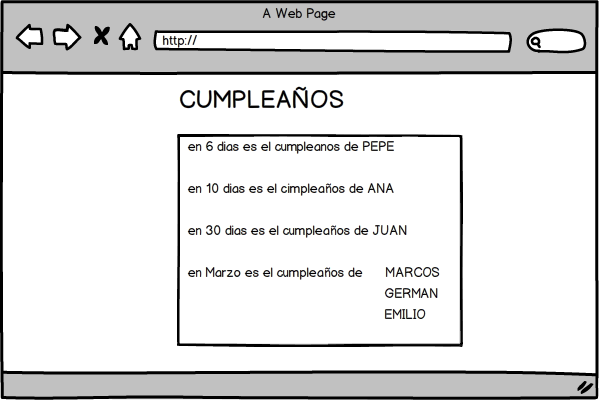 A Web Page
http://
CUMPLEAÑOS
en 6 dias es el cumpleanos de PEPE
en 10 dias es el cimpleaños de ANA
en 30 dias es el cumpleaños de JUAN
en Marzo es el cumpleaños de MARCOS
GERMAN
EMILIO